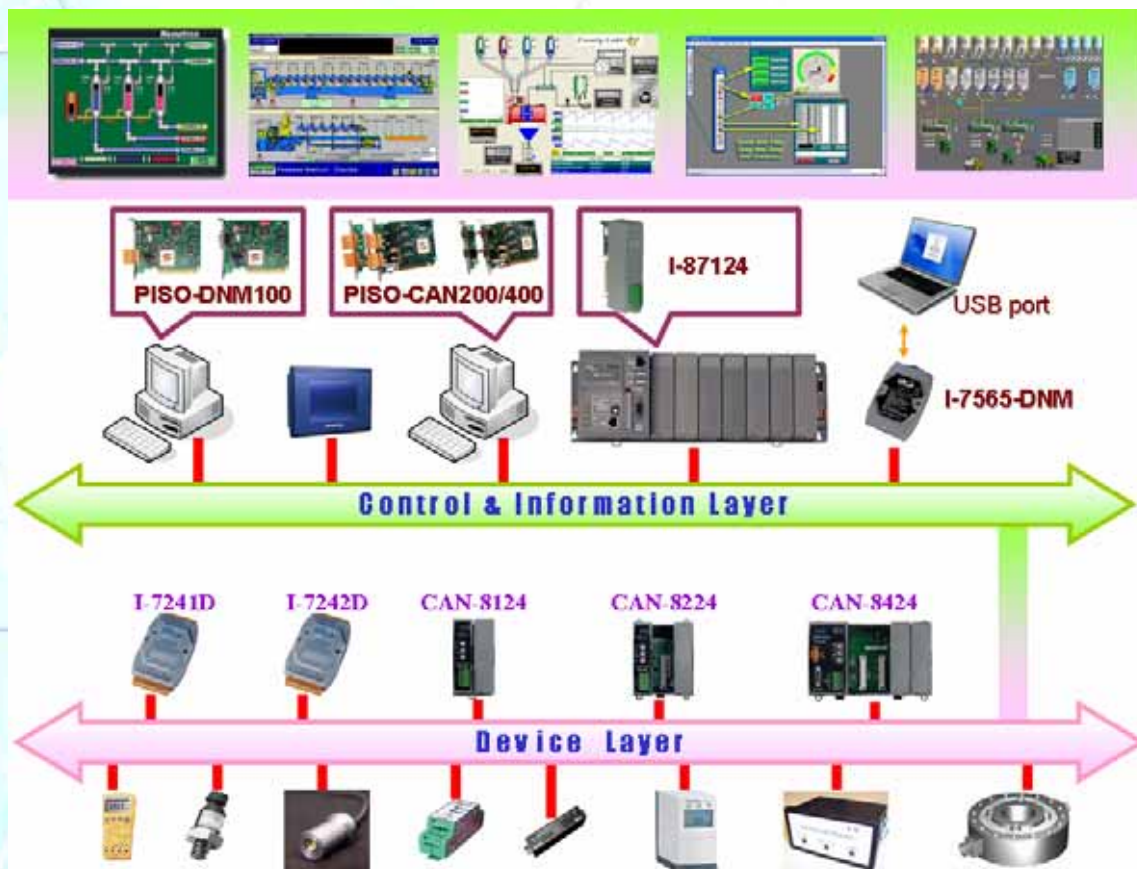 PISO-DNM100
PISO-CAN200/400
I-87124
USB port
I-7565-DNM
Control & Information Layer
I-7241D
I-7242D
CAN-8124
CAN-8224
CAN-8424
Device Layer